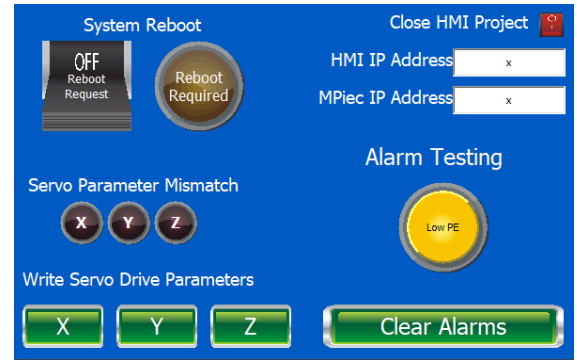 System Reboot
OFF
Reboot
Request
Reboot
Required
Close HMI Project
HMI IP Address x
MPiec IP Address x
Servo Parameter Mismatch
X Y Z
Alarm Testing
Low PE
Write Servo Drive Parameters
X Y Z
Clear Alarms